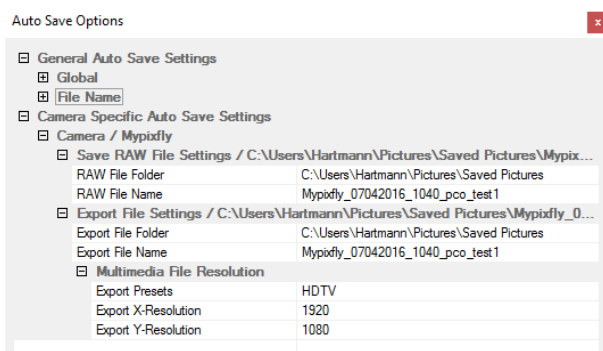 Auto Save Options
x
General Auto Save Settings
Global
File Name
Camera Specific Auto Save Settings
Camera / Mypixfly
Save RAW File Settings / C:\Users\Hartmann\Pictures\Saved Pictures\Mypix...
RAW File Folder C:\Users\Hartmann\Pictures\Saved Pictures
RAW File Name Mypixfly_07042016_1040_pco_test1
Export File Settings / C:\Users\Hartmann\Pictures\Saved Pictures\Mypixfly_0...
Export File Folder C:\Users\Hartmann\Pictures\Saved Pictures
Export File Name Mypixfly_07042016_1040_pco_test1
Multimedia File Resolution
Export Presets HDTV
Export X-Resolution 1920
Export Y-Resolution 1080